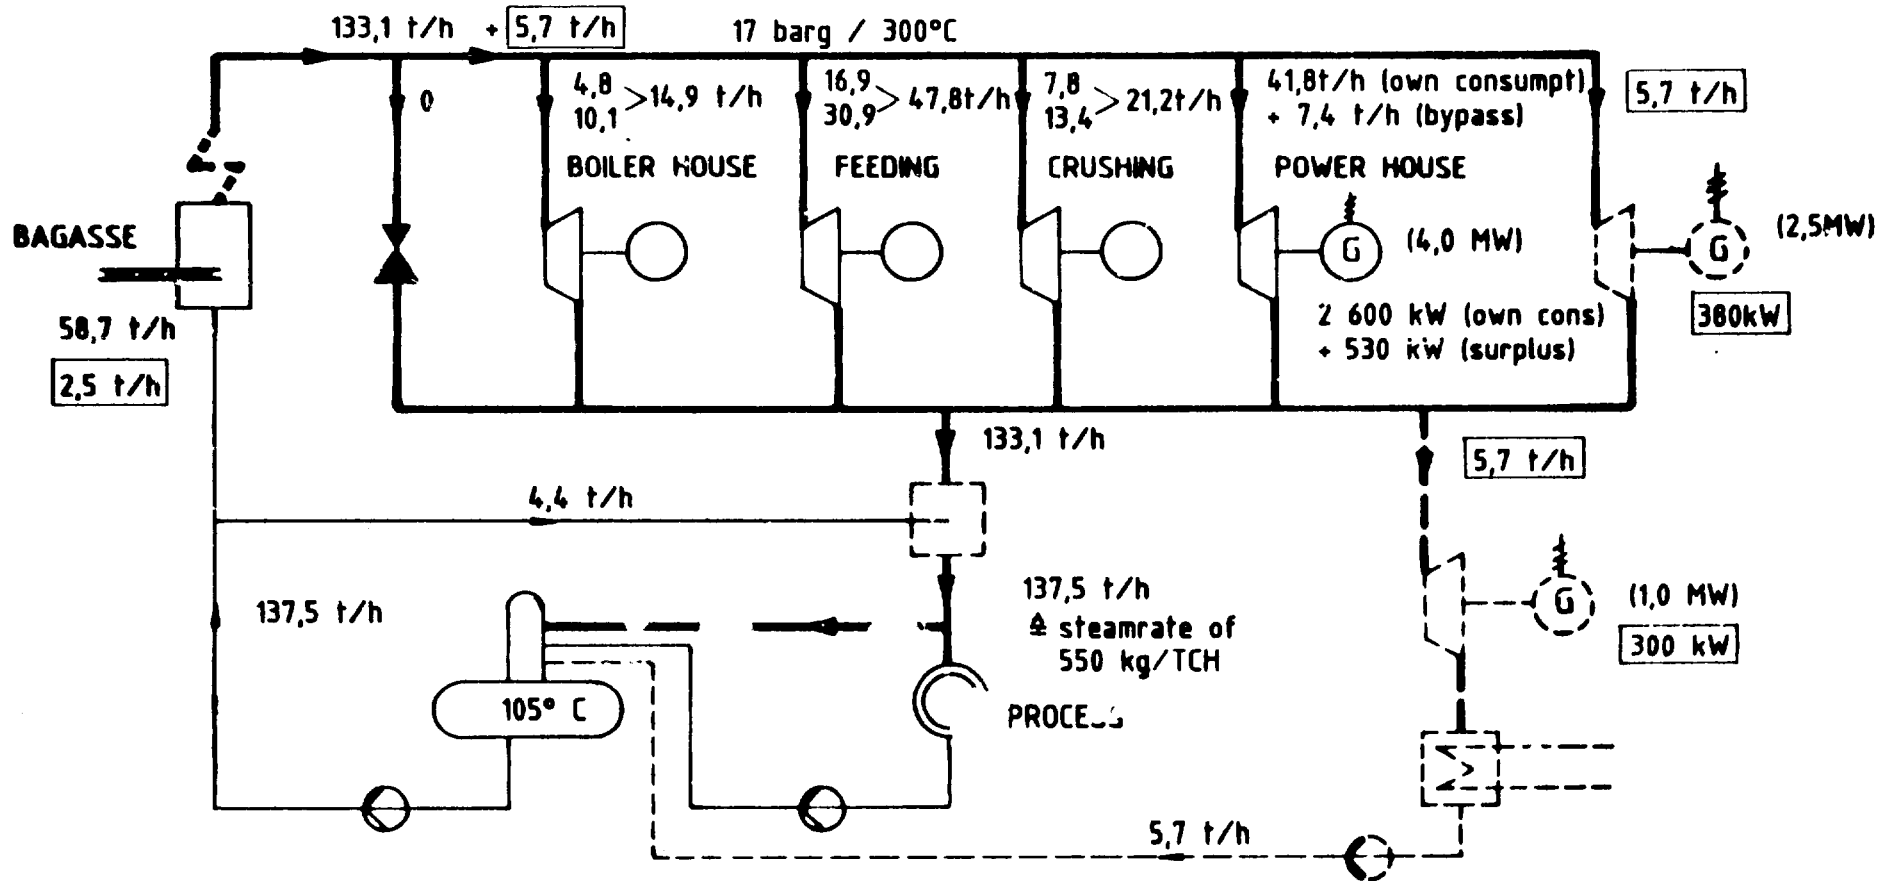 133,1 t/h + 5,7 t/h
17 barg / 300°C
0
4,8
10,1 >14,9 t/h
16,9
30,9 > 47,8t/h
7,8
13,4 > 21,2t/h
41,8t/h (own consumpt)
+ 7,4 t/h (bypass)
5,7 t/h
BOILER HOUSE
FEEDING
CRUSHING
POWER HOUSE
BAGASSE
58,7 t/h
2,5 t/h
G
(4,0 MW)
2 600 kW (own cons)
+ 530 kW (surplus)
G
(2,5MW)
380kW
133,1 t/h
5,7 t/h
4,4 t/h
137,5 t/h
137,5 t/h
≙ steamrate of
550 kg/TCH
G
(1,0 MW)
300 kW
105° C
5,7 t/h